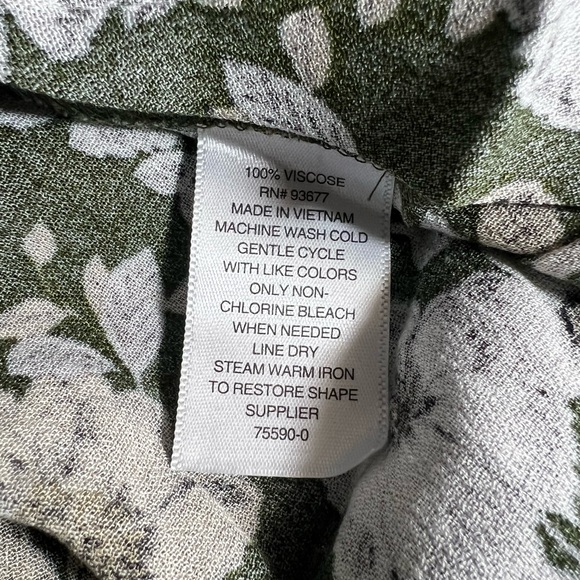 100% VISCOSE
RN# 93677
MADE IN VIETNAM
MACHINE WASH COLD
GENTLE CYCLE
WITH LIKE COLORS
ONLY NON-
CHLORINE BLEACH
WHEN NEEDED
LINE DRY
STEAM WARM IRON
TO RESTORE SHAPE
SUPPLIER
75590-0